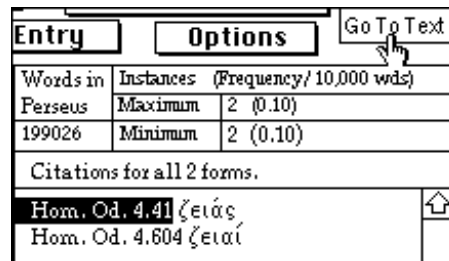 Entry Options Go To Text
Words in Instances (Frequency/10,000 wds)
Perseus Maximum 2 (0.10)
199026 Minimum 2 (0.10)
Citations for all 2 forms.
Hom. Od. 4.41 ζειάς
Hom. Od. 4.604 ζειαί